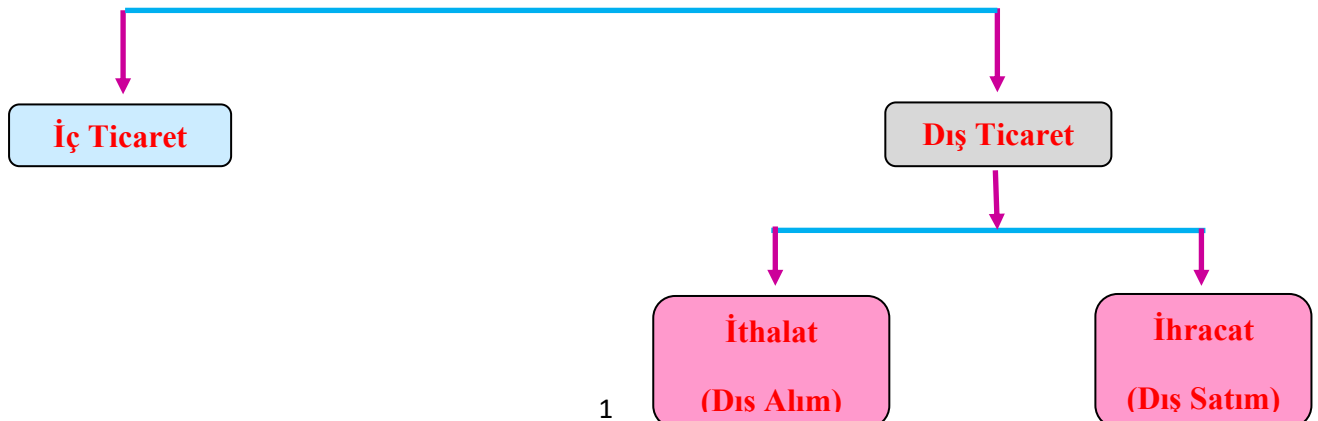 İç Ticaret
Dış Ticaret
İthalat
(Dış Alım)
İhracat
(Dış Satım)
1